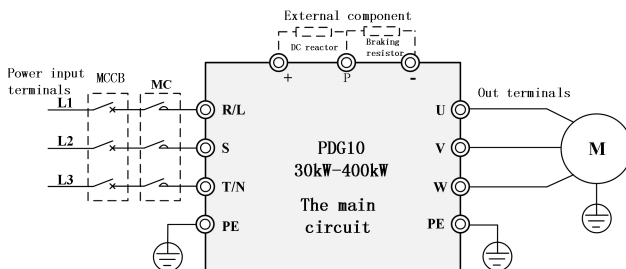 External component
DC reactor
Braking
resistor
+
P
-
Power input
terminals
MCCB
MC
L1
R/L
U
Out terminals
L2
S
PDG10
V
M
30kW-400kW
L3
T/N
W
The main
circuit
PE
PE